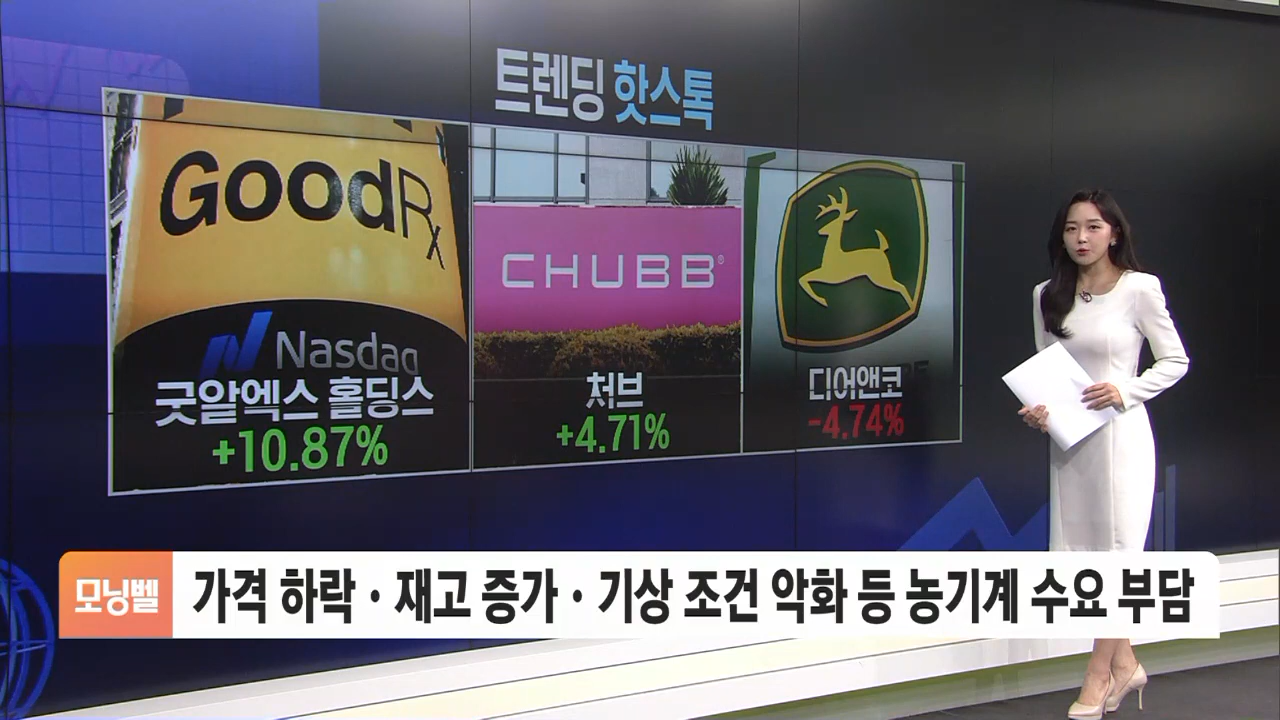 트렌딩 핫스톡
GoodRx
Nasdaq
굿알엑스 홀딩스
+10.87%
CHUBB®
처브
+4.71%
디어앤코
-4.74%
모닝벨
가격 하락·재고 증가·기상 조건 악화 등 농기계 수요 부담